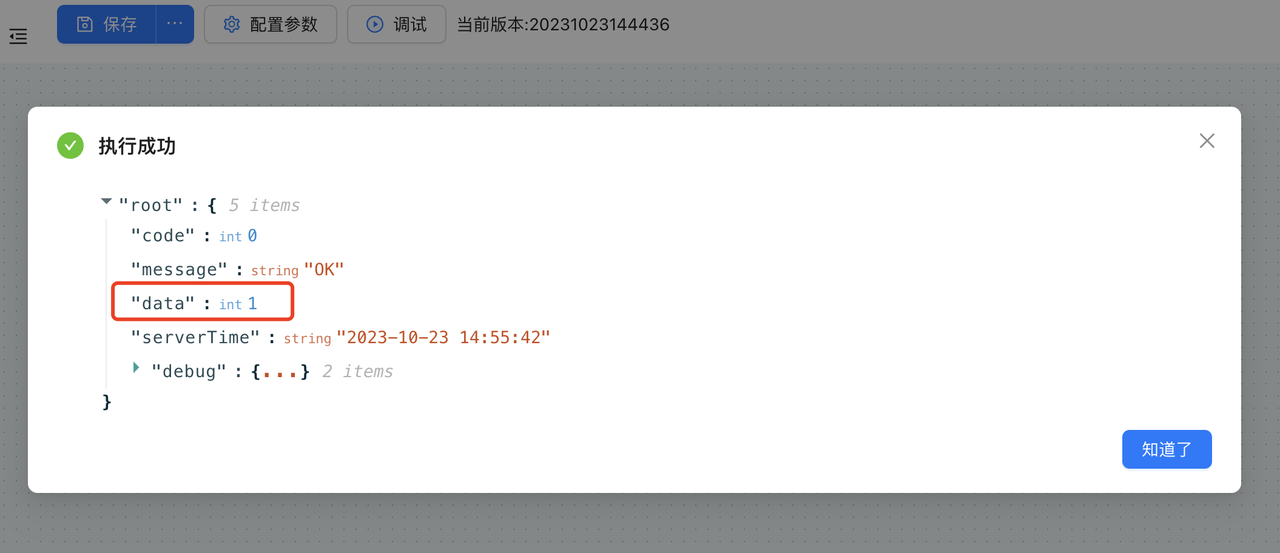 保存 ··· 配置参数 调试 当前版本:20231023144436
执行成功
"root" : { 5 items
"code" : int 0
"message" : string "OK"
"data" : int 1
"serverTime" : string "2023-10-23 14:55:42"
"debug" : {...} 2 items
}
知道了